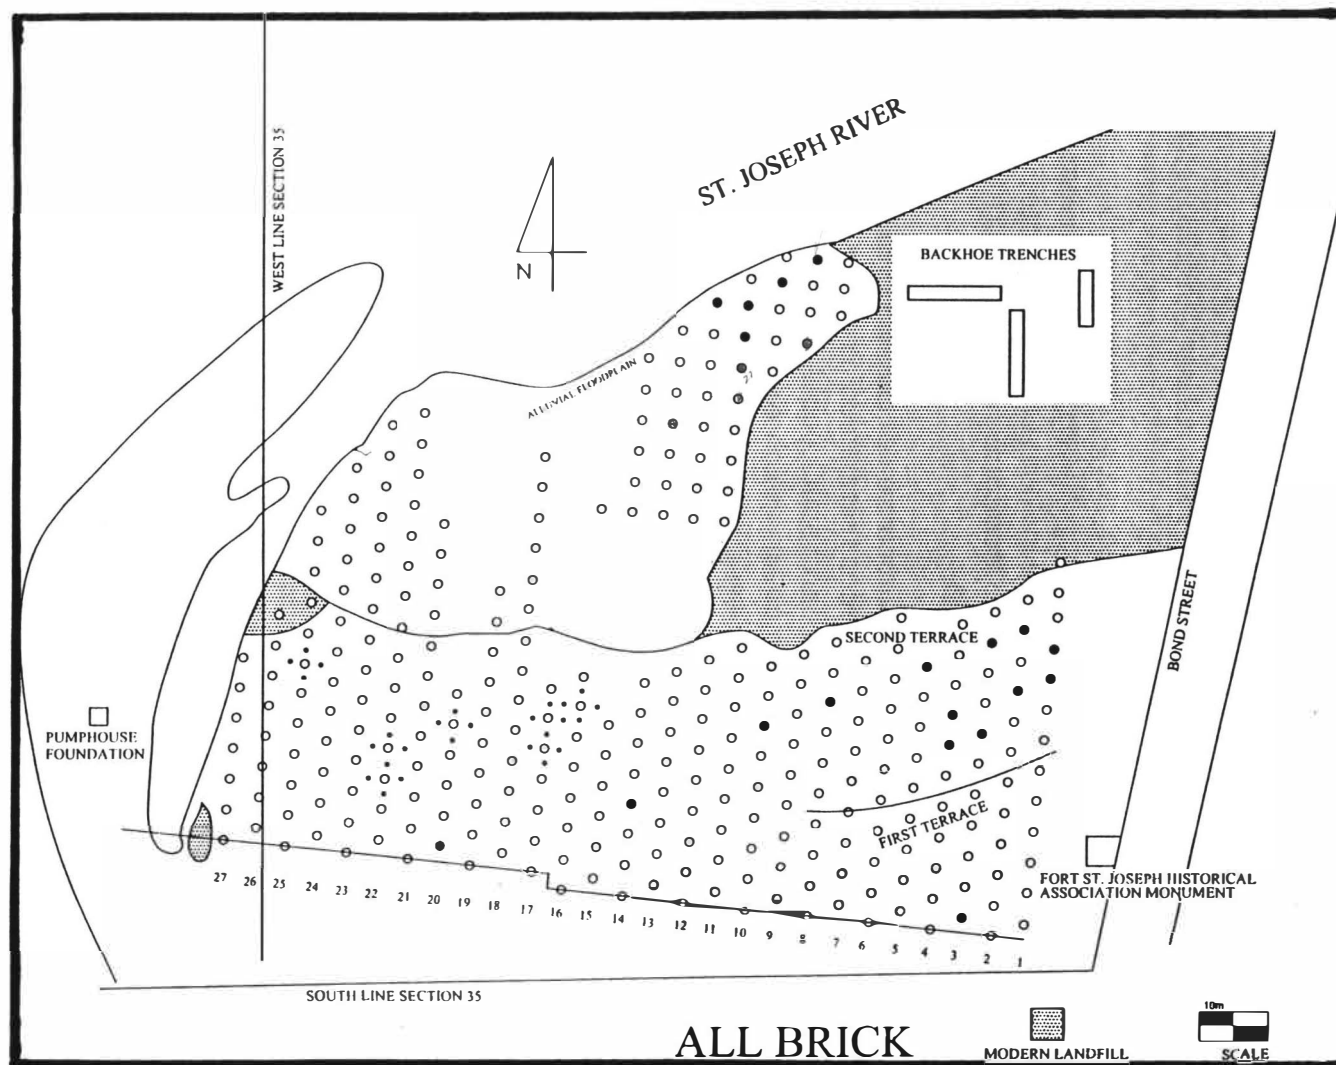 ST. JOSEPH RIVER
WEST LINE SECTION 35
BACKHOE TRENCHES
N
ALLUVIAL FLOODPLAIN
SECOND TERRACE
BOND STREET
PUMPHOUSE
FOUNDATION
FIRST TERRACE
FORT ST. JOSEPH HISTORICAL
ASSOCIATION MONUMENT
27 26 25 24 23 22 21 20 19 18 17 16 15 14 13 12 11 10 9 8 7 6 5 4 3 2 1
SOUTH LINE SECTION 35
ALL BRICK
MODERN LANDFILL
10m
SCALE